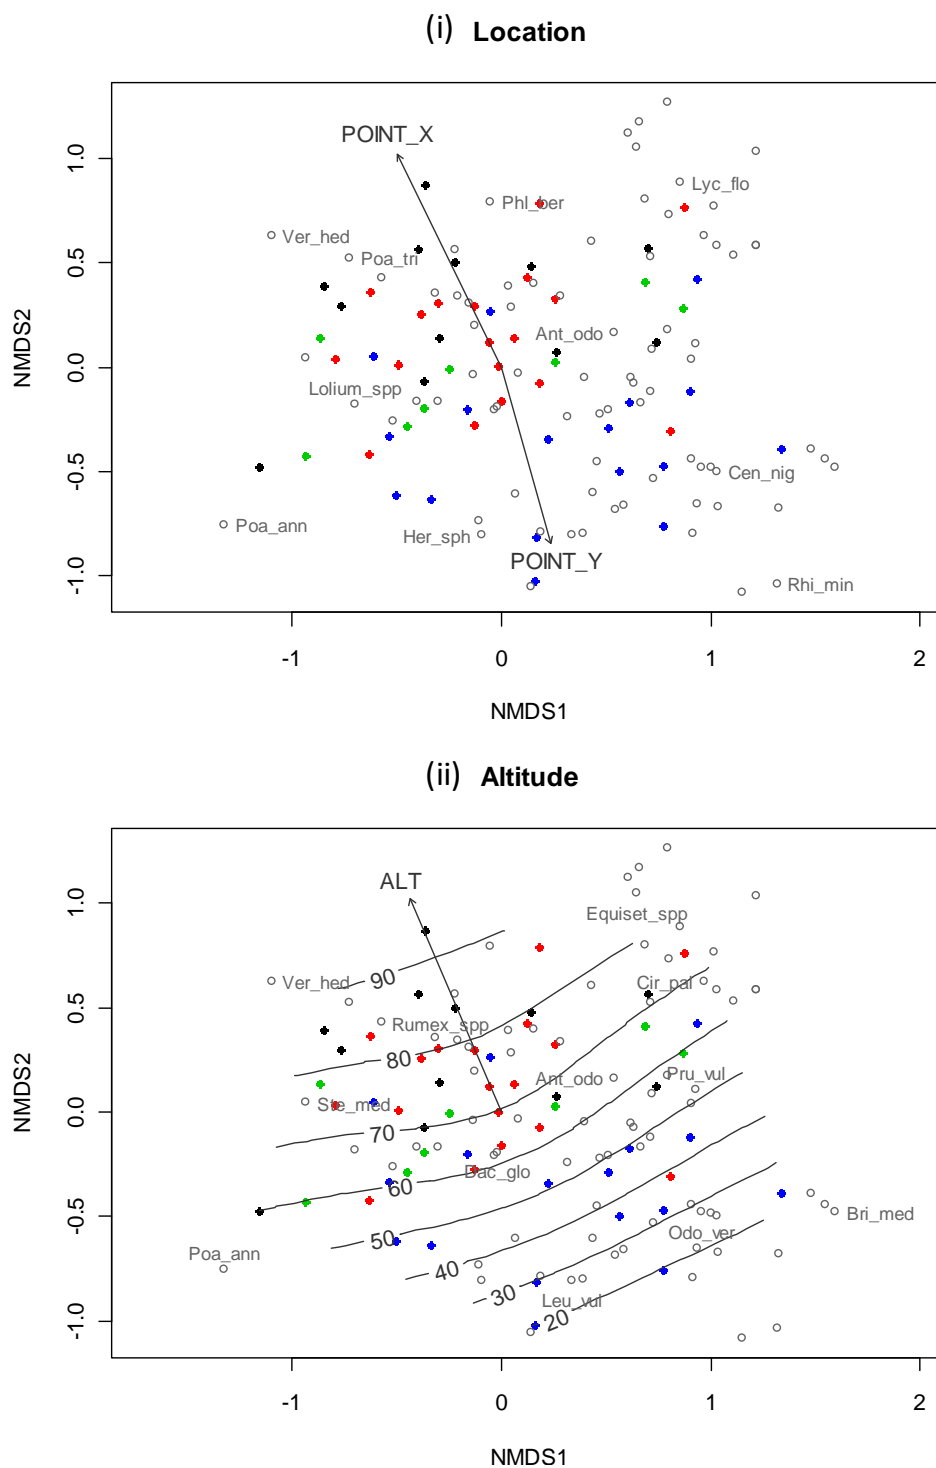 (i) Location
POINT_X
Lyc_flo
Phl_ber
Ver_hed
Poa_tri
Ant_odo
Lolium_spp
Cen_nig
Poa_ann
Her_sph
POINT_Y
Rhi_min
1.0
0.5
0.0
-0.5
-1.0
NMDS2
-1 0 1 2
NMDS1
(ii) Altitude
ALT
Equiset_spp
90
Ver_hed
Cir_pal
Rumex_spp
80
Pru_vul
Ant_odo
Ste_med
70
Dac_glo
60
Bri_med
50
Odo_ver
Poa_ann
40
30
Leu_vul
20
1.0
0.5
0.0
-0.5
-1.0
NMDS2
-1 0 1 2
NMDS1